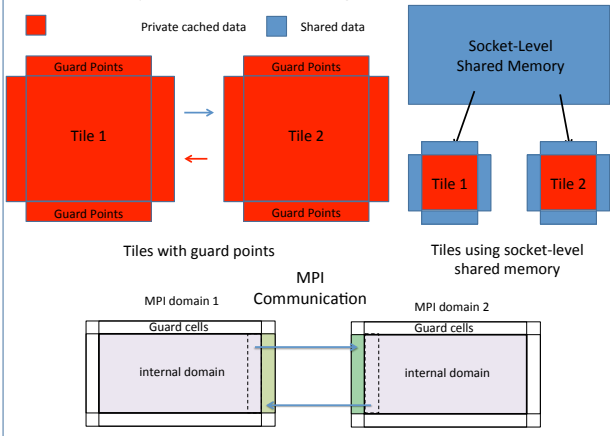 Private cached data
Shared data
Guard Points
Guard Points
Socket-Level
Shared Memory
Tile 1
Tile 2
Tile 1
Tile 2
Guard Points
Guard Points
Tiles with guard points
Tiles using socket-level
shared memory
MPI
Communication
MPI domain 1
MPI domain 2
Guard cells
Guard cells
internal domain
internal domain